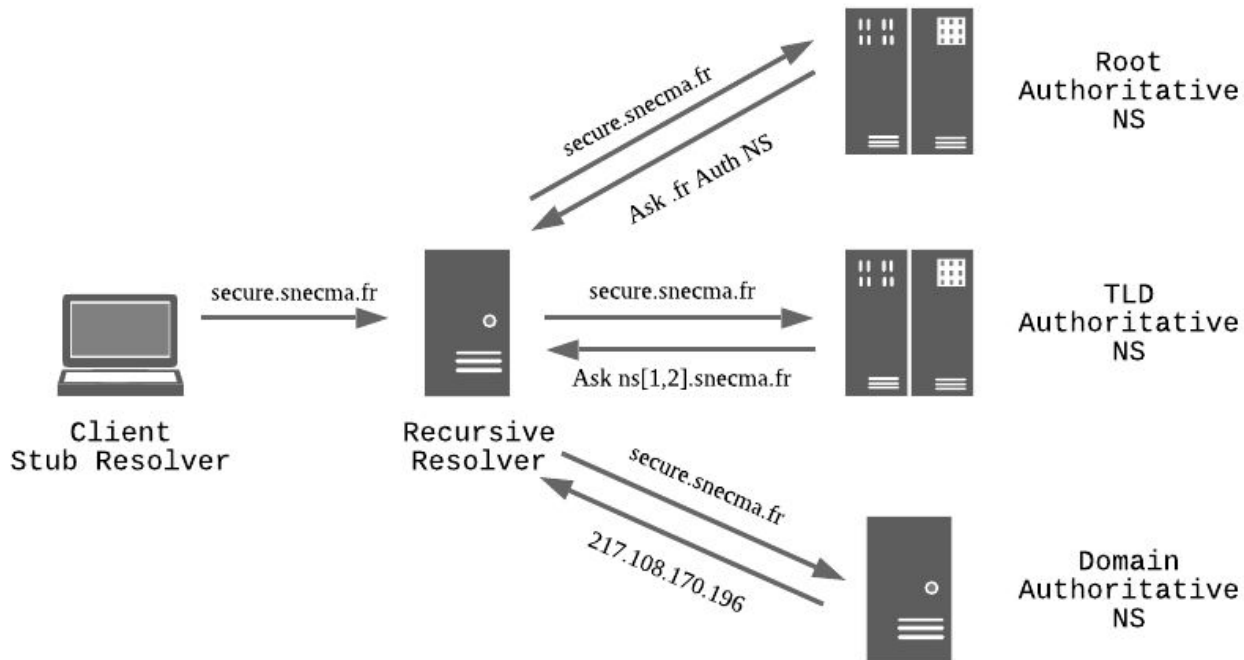 secure.snecma.fr
Ask .fr Auth NS
Root
Authoritative
NS
secure.snecma.fr
secure.snecma.fr
Ask ns[1,2].snecma.fr
TLD
Authoritative
NS
Client
Stub Resolver
Recursive
Resolver
secure.snecma.fr
217.108.170.196
Domain
Authoritative
NS